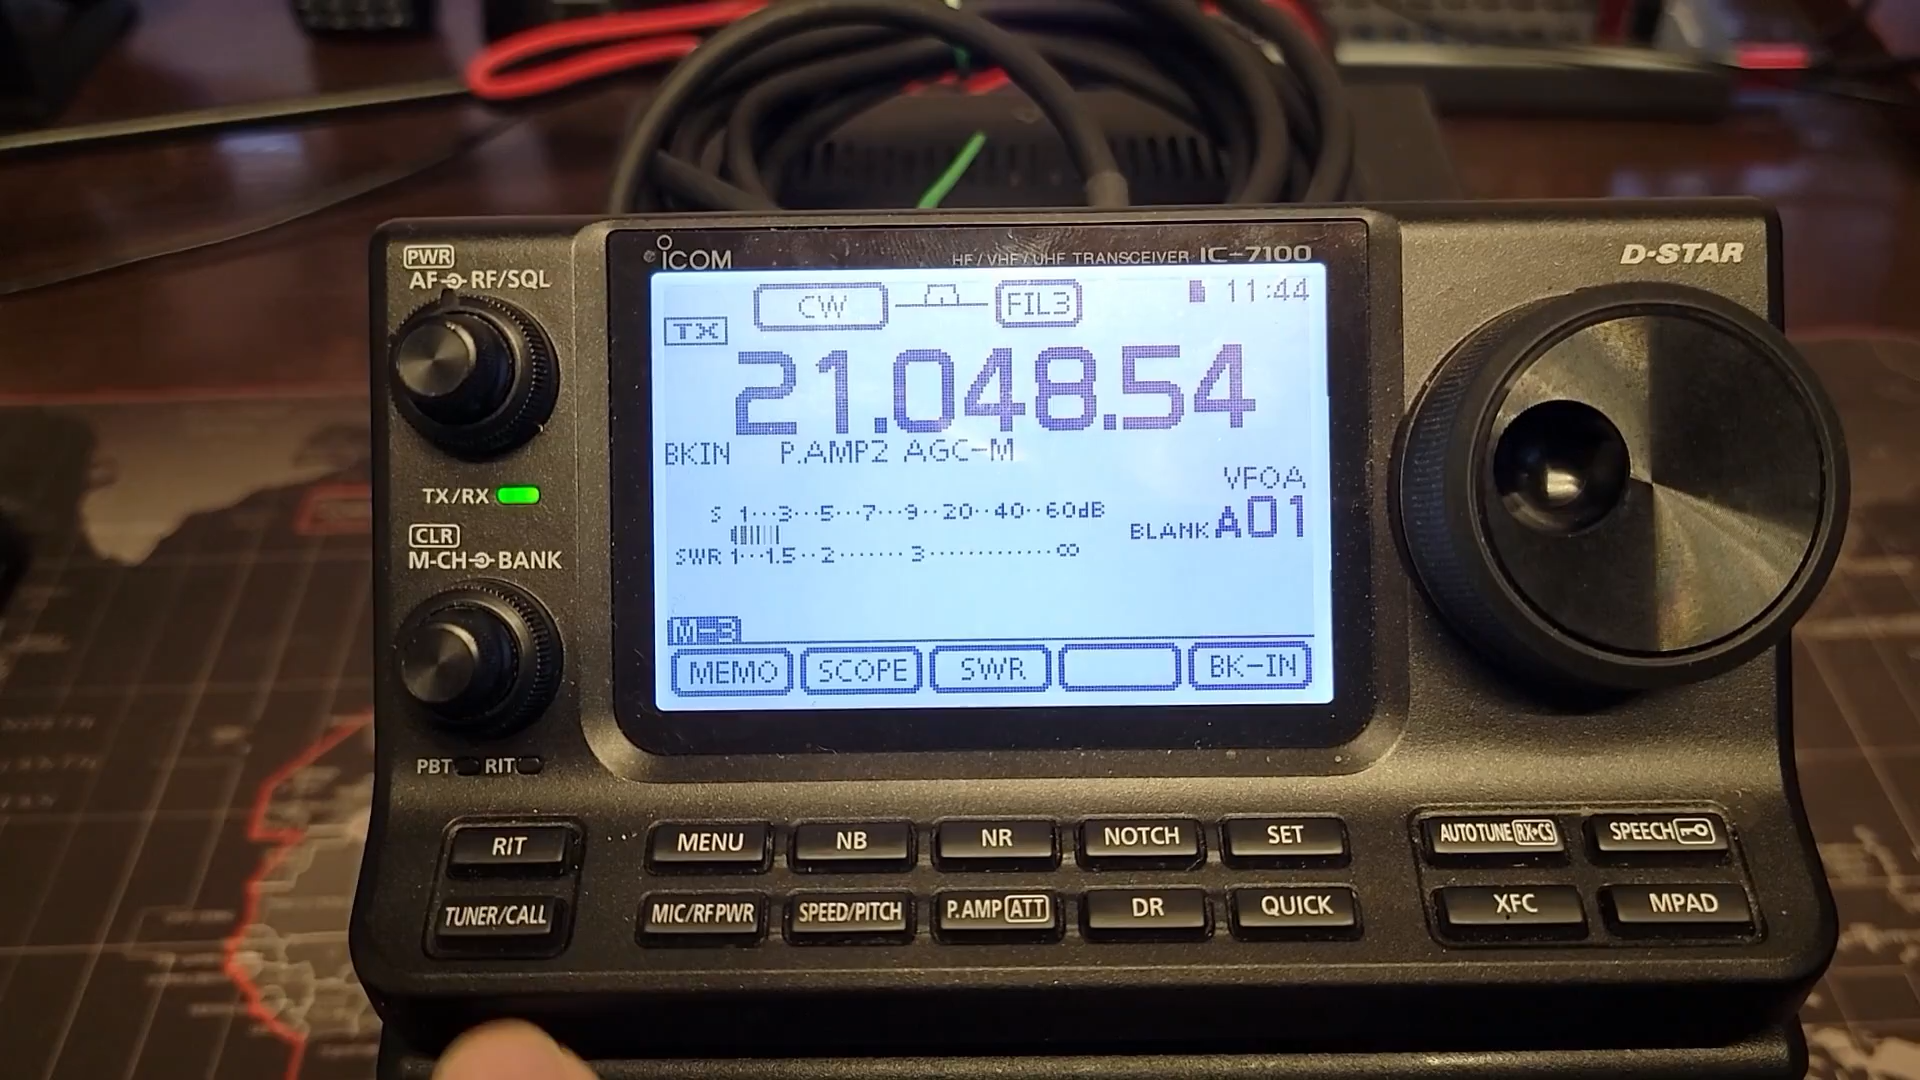 PWR
AF RF/SQL
ICOM
HF/VHF/UHF TRANSCEIVER IC-7100
D-STAR
CW FIL3 11:44
TX
21.048.54
BKIN P.AMP2 AGC-M
VFOA
S 1···3···5···7···9··20··40··60dB
BLANK A01
SWR 1···1.5··2·······3············∞
M-3
MEMO SCOPE SWR BK-IN
TX/RX
CLR
M-CH BANK
PBT RIT
RIT MENU NB NR NOTCH SET AUTOTUNE RX▸CS SPEECH
TUNER/CALL MIC/RF PWR SPEED/PITCH P.AMP ATT DR QUICK XFC MPAD